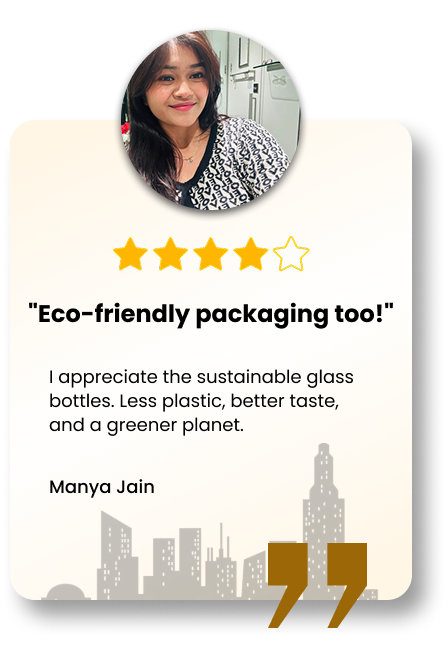 "Eco-friendly packaging too!"
I appreciate the sustainable glass
bottles. Less plastic, better taste,
and a greener planet.
Manya Jain